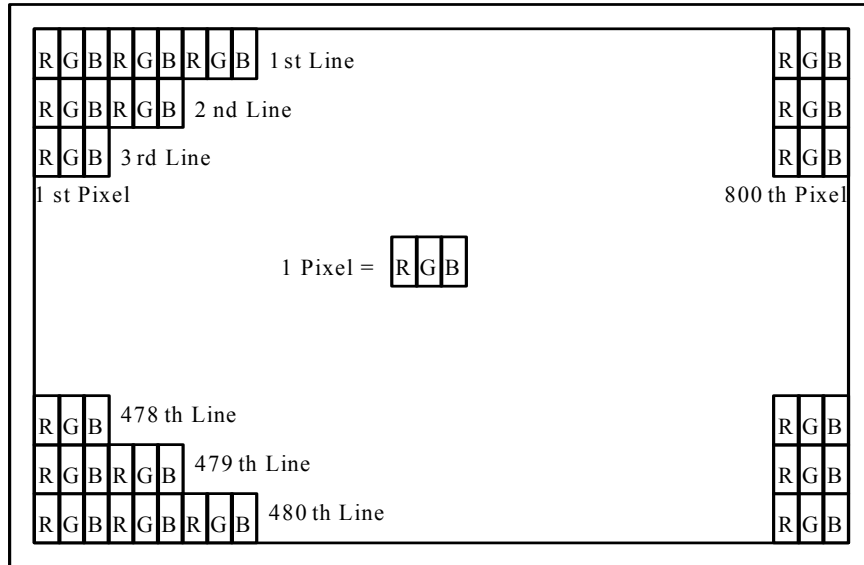 R G B R G B R G B 1 st Line R G B
R G B R G B 2 nd Line R G B
R G B 3 rd Line R G B
1 st Pixel 800 th Pixel
1 Pixel = R G B
R G B 478 th Line R G B
R G B R G B 479 th Line R G B
R G B R G B R G B 480 th Line R G B